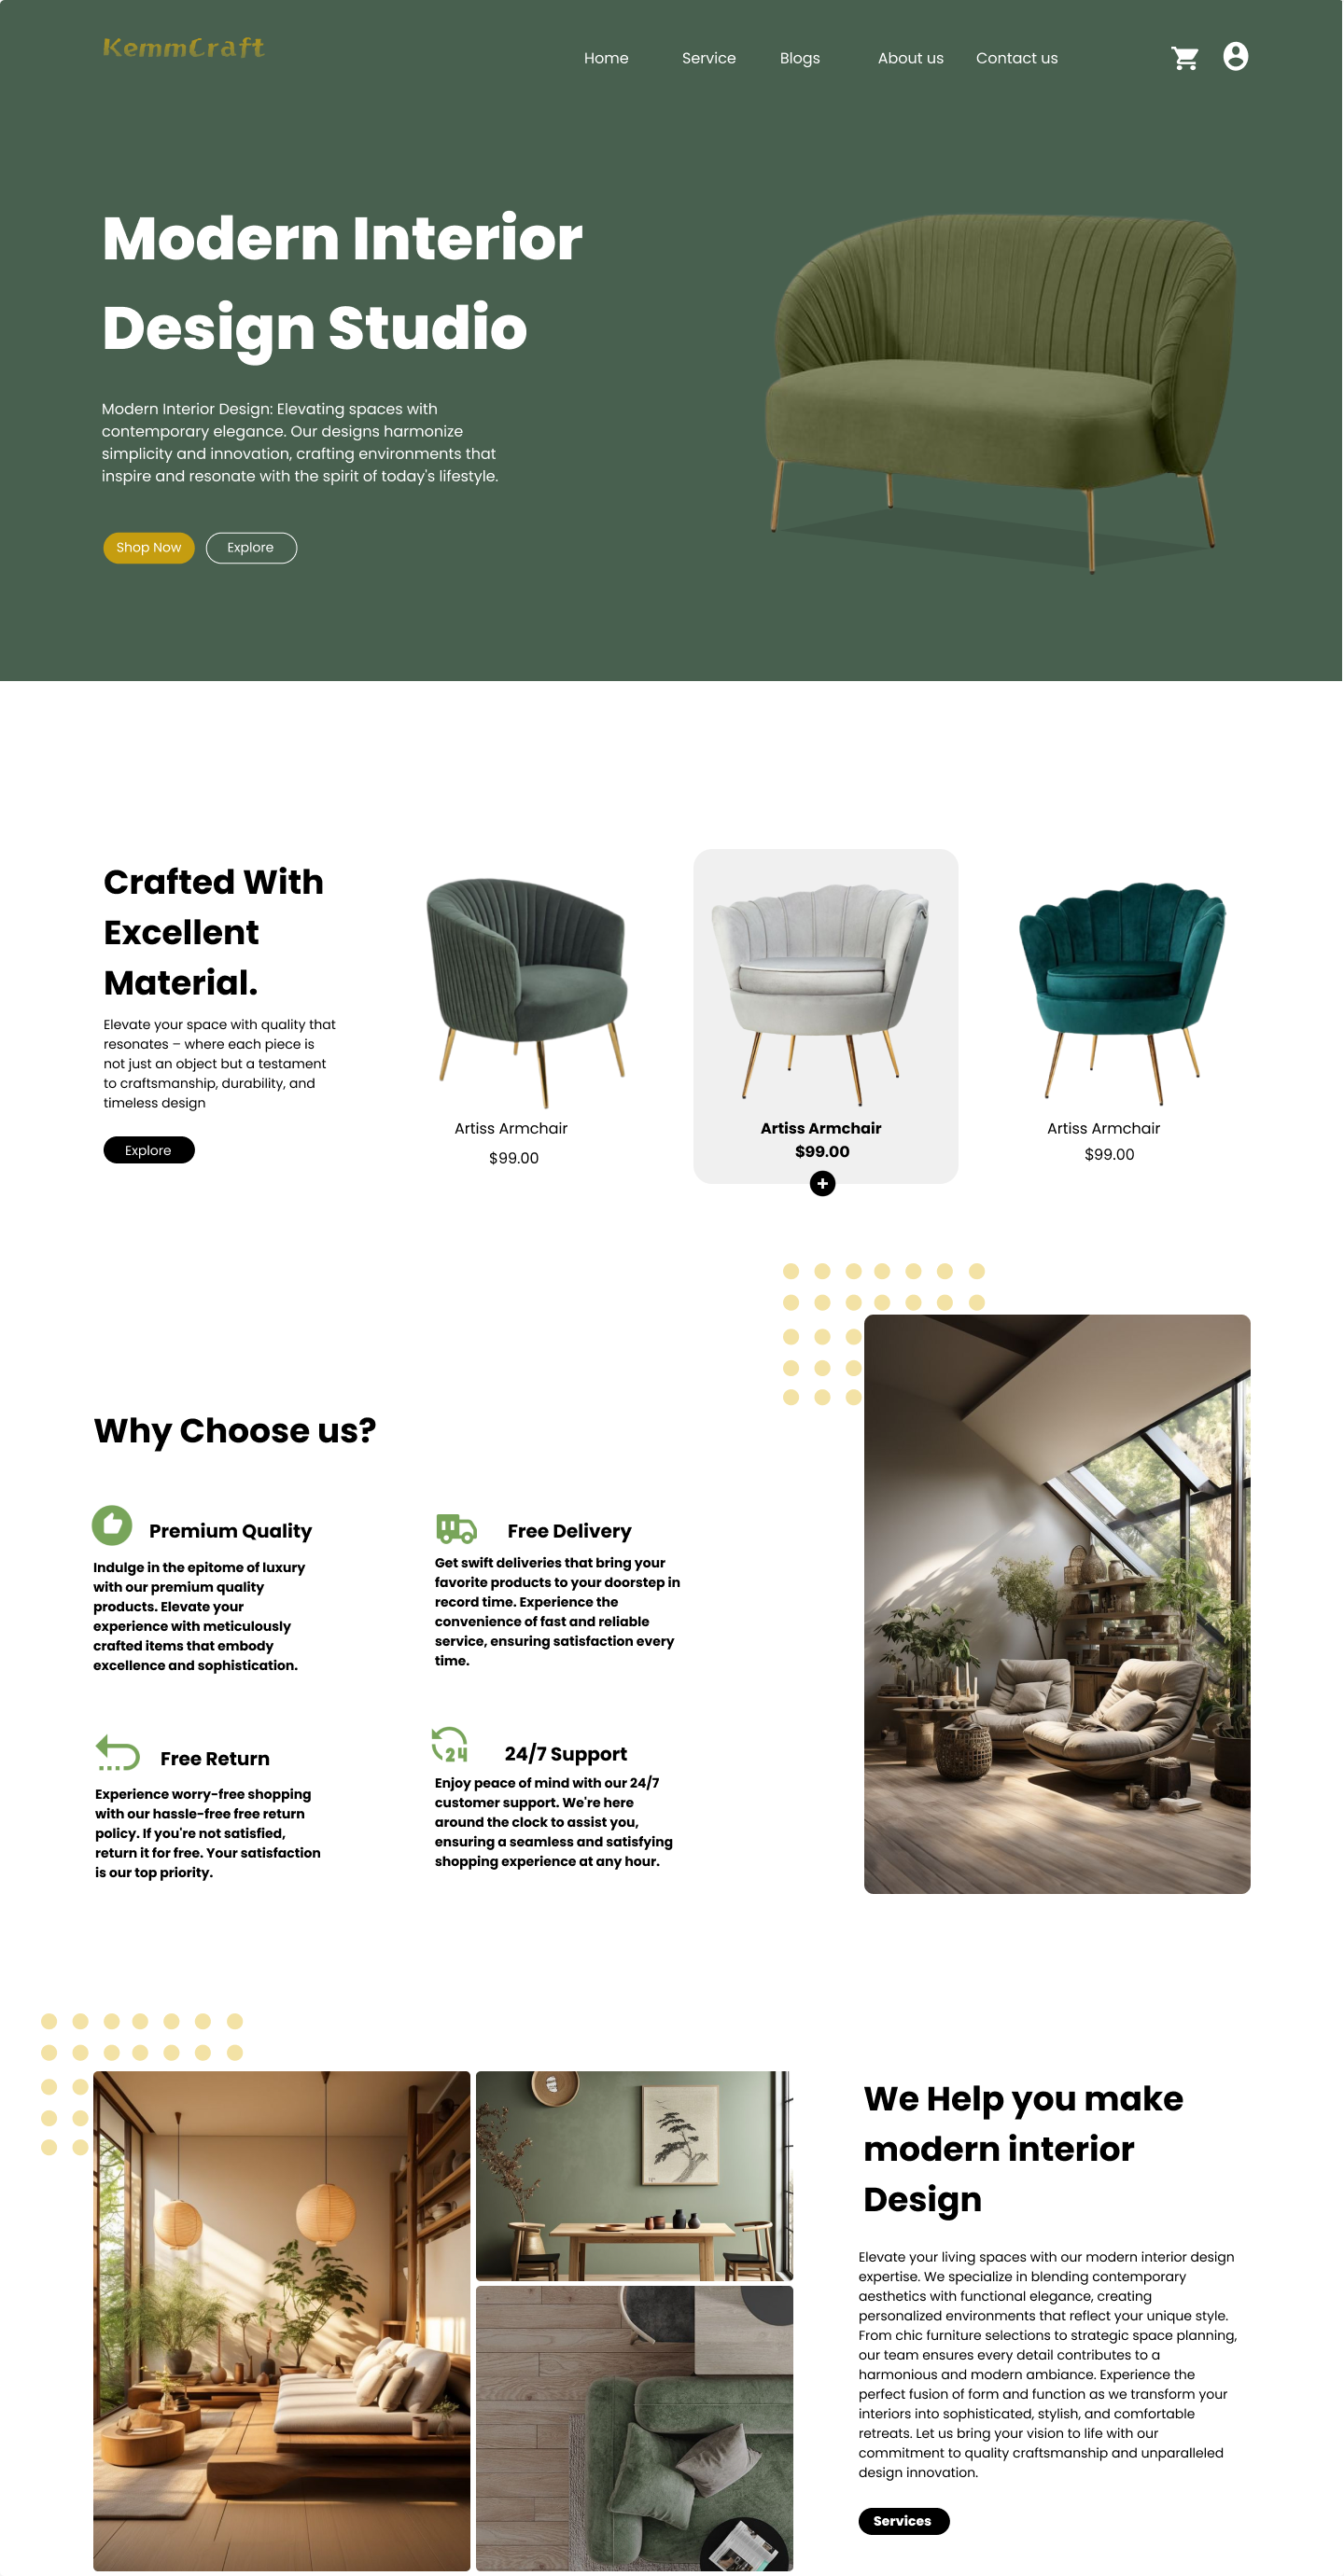 KemmCraft
Home Service Blogs About us Contact us
Modern Interior
Design Studio
Modern Interior Design: Elevating spaces with
contemporary elegance. Our designs harmonize
simplicity and innovation, crafting environments that
inspire and resonate with the spirit of today's lifestyle.
Shop Now Explore
Crafted With
Excellent
Material.
Elevate your space with quality that
resonates – where each piece is
not just an object but a testament
to craftsmanship, durability, and
timeless design
Explore
Artiss Armchair
$99.00
Artiss Armchair
$99.00
Artiss Armchair
$99.00
Why Choose us?
Premium Quality
Indulge in the epitome of luxury
with our premium quality
products. Elevate your
experience with meticulously
crafted items that embody
excellence and sophistication.
Free Delivery
Get swift deliveries that bring your
favorite products to your doorstep in
record time. Experience the
convenience of fast and reliable
service, ensuring satisfaction every
time.
Free Return
Experience worry-free shopping
with our hassle-free free return
policy. If you're not satisfied,
return it for free. Your satisfaction
is our top priority.
24
24/7 Support
Enjoy peace of mind with our 24/7
customer support. We're here
around the clock to assist you,
ensuring a seamless and satisfying
shopping experience at any hour.
We Help you make
modern interior
Design
Elevate your living spaces with our modern interior design
expertise. We specialize in blending contemporary
aesthetics with functional elegance, creating
personalized environments that reflect your unique style.
From chic furniture selections to strategic space planning,
our team ensures every detail contributes to a
harmonious and modern ambiance. Experience the
perfect fusion of form and function as we transform your
interiors into sophisticated, stylish, and comfortable
retreats. Let us bring your vision to life with our
commitment to quality craftsmanship and unparalleled
design innovation.
Services